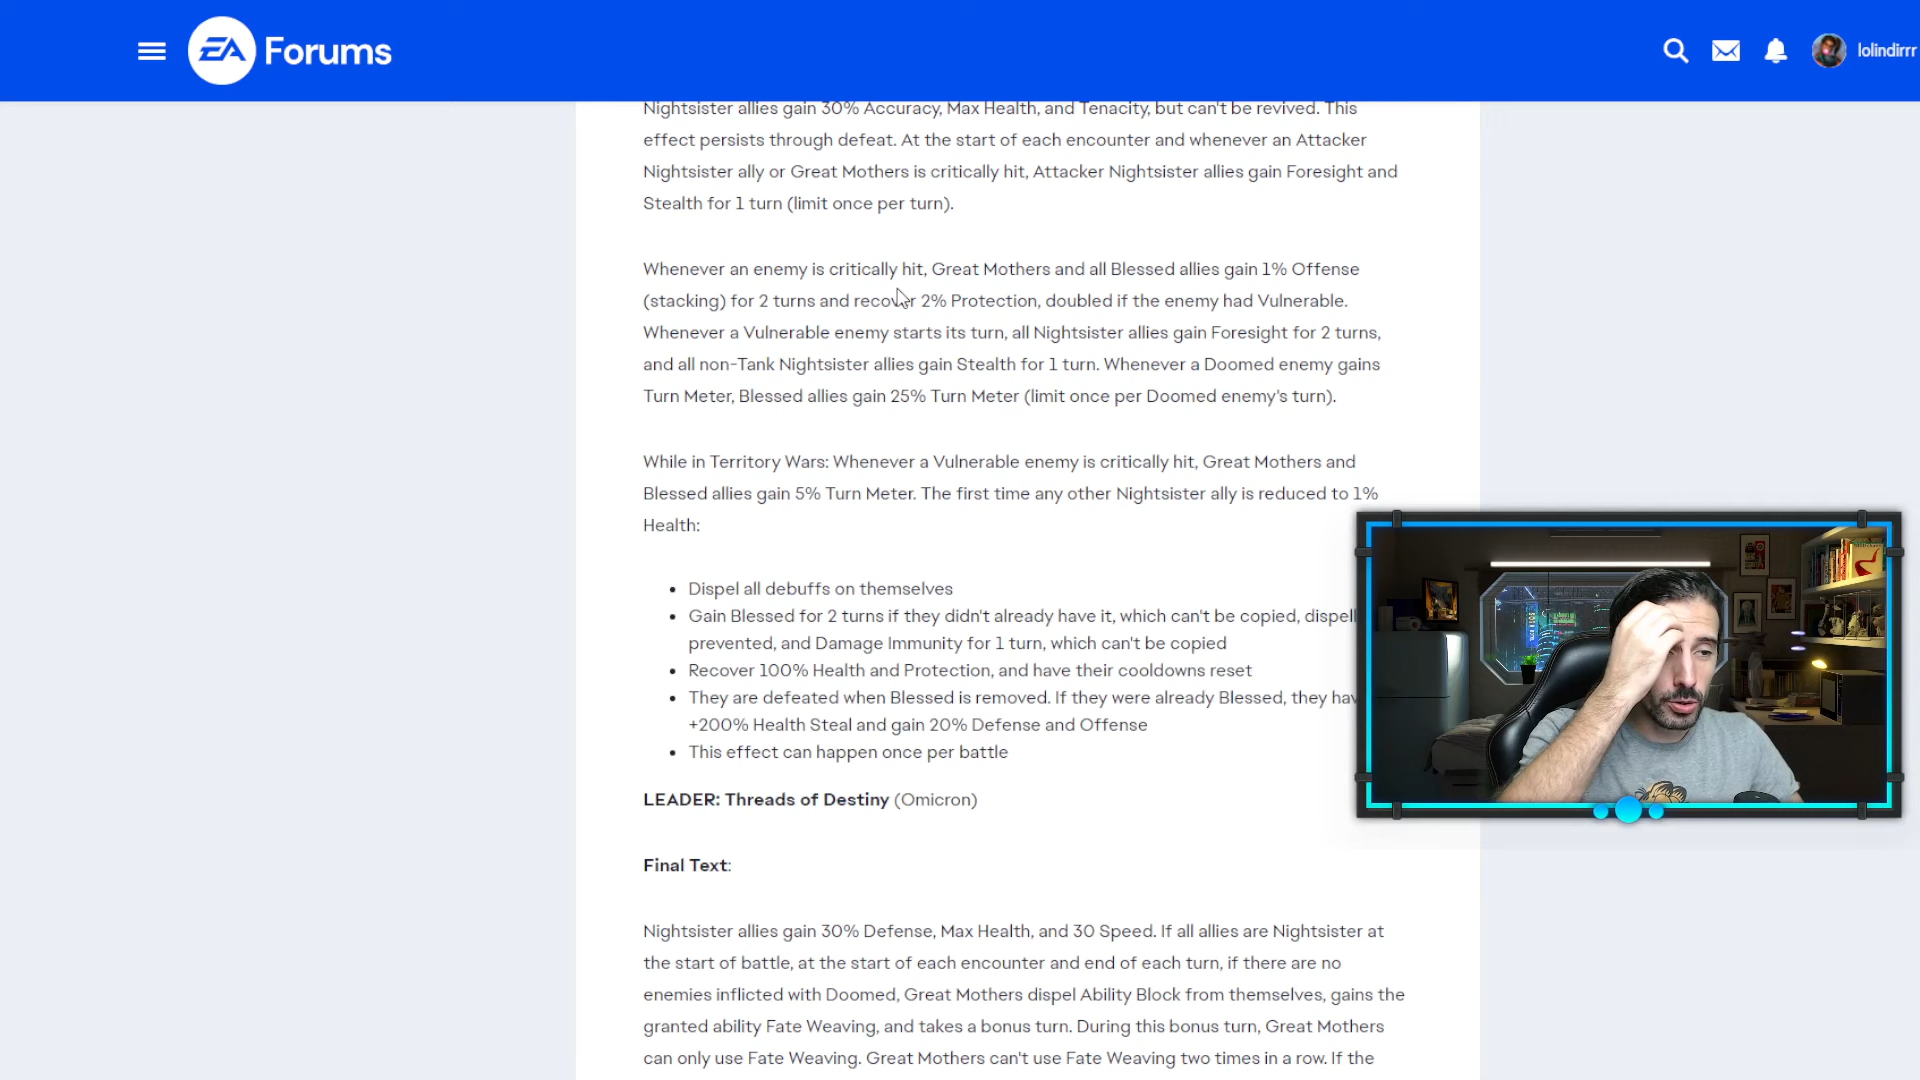 EA Forums
lolindirrr
Nightsister allies gain 30% Accuracy, Max Health, and Tenacity, but can't be revived. This
effect persists through defeat. At the start of each encounter and whenever an Attacker
Nightsister ally or Great Mothers is critically hit, Attacker Nightsister allies gain Foresight and
Stealth for 1 turn (limit once per turn).
Whenever an enemy is critically hit, Great Mothers and all Blessed allies gain 1% Offense
(stacking) for 2 turns and recover 2% Protection, doubled if the enemy had Vulnerable.
Whenever a Vulnerable enemy starts its turn, all Nightsister allies gain Foresight for 2 turns,
and all non-Tank Nightsister allies gain Stealth for 1 turn. Whenever a Doomed enemy gains
Turn Meter, Blessed allies gain 25% Turn Meter (limit once per Doomed enemy's turn).
While in Territory Wars: Whenever a Vulnerable enemy is critically hit, Great Mothers and
Blessed allies gain 5% Turn Meter. The first time any other Nightsister ally is reduced to 1%
Health:
• Dispel all debuffs on themselves
• Gain Blessed for 2 turns if they didn't already have it, which can't be copied, dispell
prevented, and Damage Immunity for 1 turn, which can't be copied
• Recover 100% Health and Protection, and have their cooldowns reset
• They are defeated when Blessed is removed. If they were already Blessed, they hav
+200% Health Steal and gain 20% Defense and Offense
• This effect can happen once per battle
LEADER: Threads of Destiny (Omicron)
Final Text:
Nightsister allies gain 30% Defense, Max Health, and 30 Speed. If all allies are Nightsister at
the start of battle, at the start of each encounter and end of each turn, if there are no
enemies inflicted with Doomed, Great Mothers dispel Ability Block from themselves, gains the
granted ability Fate Weaving, and takes a bonus turn. During this bonus turn, Great Mothers
can only use Fate Weaving. Great Mothers can't use Fate Weaving two times in a row. If the